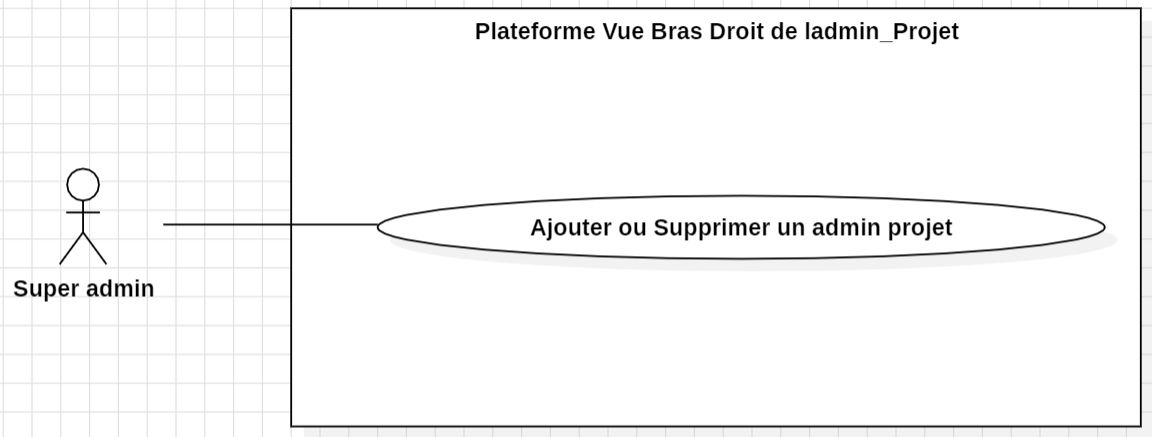 Plateforme Vue Bras Droit de ladmin_Projet
Ajouter ou Supprimer un admin projet
Super admin